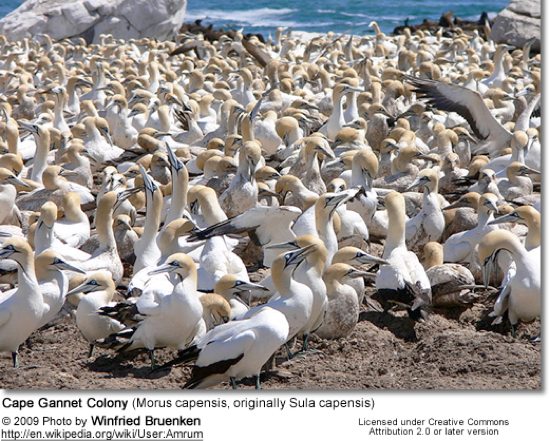 Cape Gannet Colony (Morus capensis, originally Sula capensis)
© 2009 Photo by Winfried Bruenken
http://en.wikipedia.org/wiki/User:Amrum
Licensed under Creative Commons
Attribution 2.0 or later version